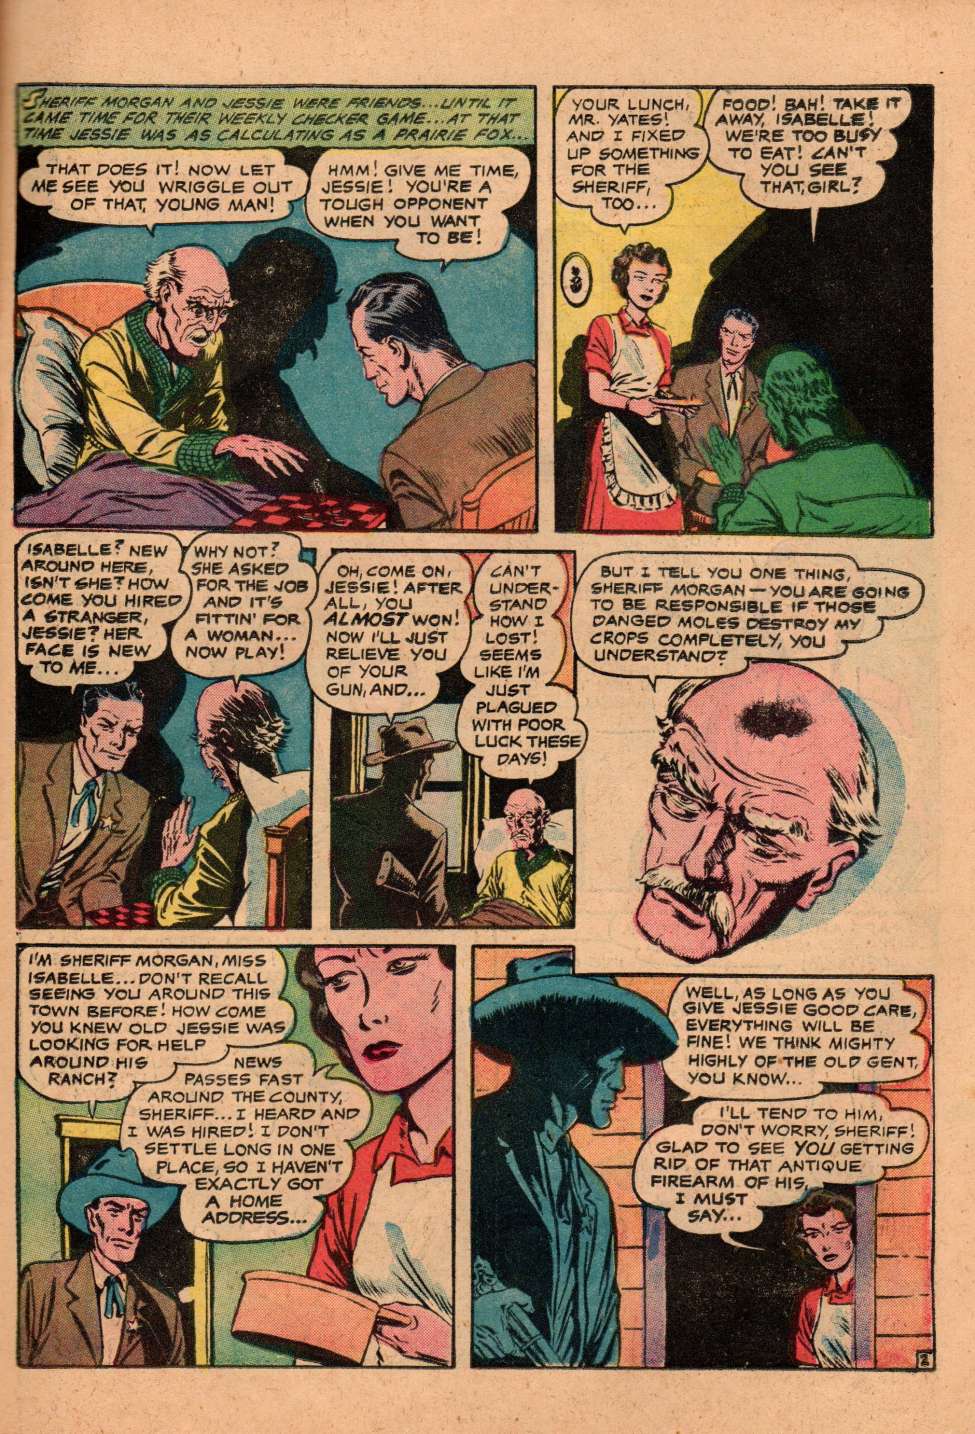 SHERIFF MORGAN AND JESSIE WERE FRIENDS...UNTIL IT
CAME TIME FOR THEIR WEEKLY CHECKER GAME...AT THAT
TIME JESSIE WAS AS CALCULATING AS A PRAIRIE FOX...
THAT DOES IT! NOW LET
ME SEE YOU WRIGGLE OUT
OF THAT, YOUNG MAN!
HMM! GIVE ME TIME,
JESSIE! YOU'RE A
TOUGH OPPONENT
WHEN YOU WANT
TO BE!
YOUR LUNCH,
MR. YATES!
AND I FIXED
UP SOMETHING
FOR THE
SHERIFF,
TOO...
FOOD! BAH! TAKE IT
AWAY, ISABELLE!
WE'RE TOO BUSY
TO EAT! CAN'T
YOU SEE
THAT, GIRL?
ISABELLE? NEW
AROUND HERE,
ISN'T SHE? HOW
COME YOU HIRED
A STRANGER,
JESSIE? HER
FACE IS NEW
TO ME...
WHY NOT?
SHE ASKED
FOR THE JOB
AND IT'S
FITTIN' FOR
A WOMAN...
NOW PLAY!
OH, COME ON,
JESSIE! AFTER
ALL, YOU
ALMOST WON!
NOW I'LL JUST
RELIEVE YOU
OF YOUR
GUN, AND...
CAN'T
UNDER-
STAND
HOW I
LOST!
SEEMS
LIKE I'M
JUST
PLAGUED
WITH POOR
LUCK THESE
DAYS!
BUT I TELL YOU ONE THING,
SHERIFF MORGAN—YOU ARE GOING
TO BE RESPONSIBLE IF THOSE
DANGED MOLES DESTROY MY
CROPS COMPLETELY, YOU
UNDERSTAND?
I'M SHERIFF MORGAN, MISS
ISABELLE...DON'T RECALL
SEEING YOU AROUND THIS
TOWN BEFORE! HOW COME
YOU KNEW OLD JESSIE WAS
LOOKING FOR HELP
AROUND HIS
RANCH?
NEWS
PASSES FAST
AROUND THE COUNTY,
SHERIFF...I HEARD AND
I WAS HIRED! I DON'T
SETTLE LONG IN ONE
PLACE, SO I HAVEN'T
EXACTLY GOT
A HOME
ADDRESS...
WELL, AS LONG AS YOU
GIVE JESSIE GOOD CARE,
EVERYTHING WILL BE
FINE! WE THINK MIGHTY
HIGHLY OF THE OLD GENT,
YOU KNOW...
I'LL TEND TO HIM,
DON'T WORRY, SHERIFF!
GLAD TO SEE YOU GETTING
RID OF THAT ANTIQUE
FIREARM OF HIS,
I MUST
SAY...
2